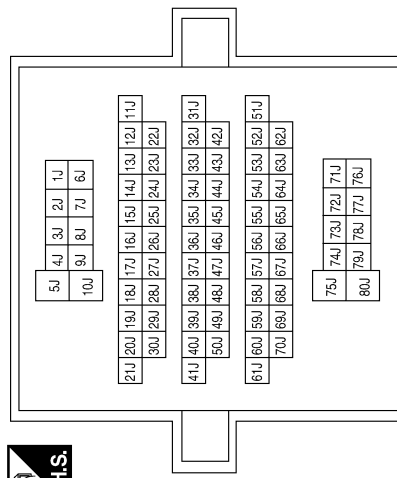 5J 4J 3J 2J 1J
10J 9J 8J 7J 6J
H.S.
21J 20J 19J 18J 17J 16J 15J 14J 13J 12J 11J
30J 29J 28J 27J 26J 25J 24J 23J 22J
41J 40J 39J 38J 37J 36J 35J 34J 33J 32J 31J
50J 49J 48J 47J 46J 45J 44J 43J 42J
61J 60J 59J 58J 57J 56J 55J 54J 53J 52J 51J
70J 69J 68J 67J 66J 65J 64J 63J 62J
75J 74J 73J 72J 71J
80J 79J 78J 77J 76J